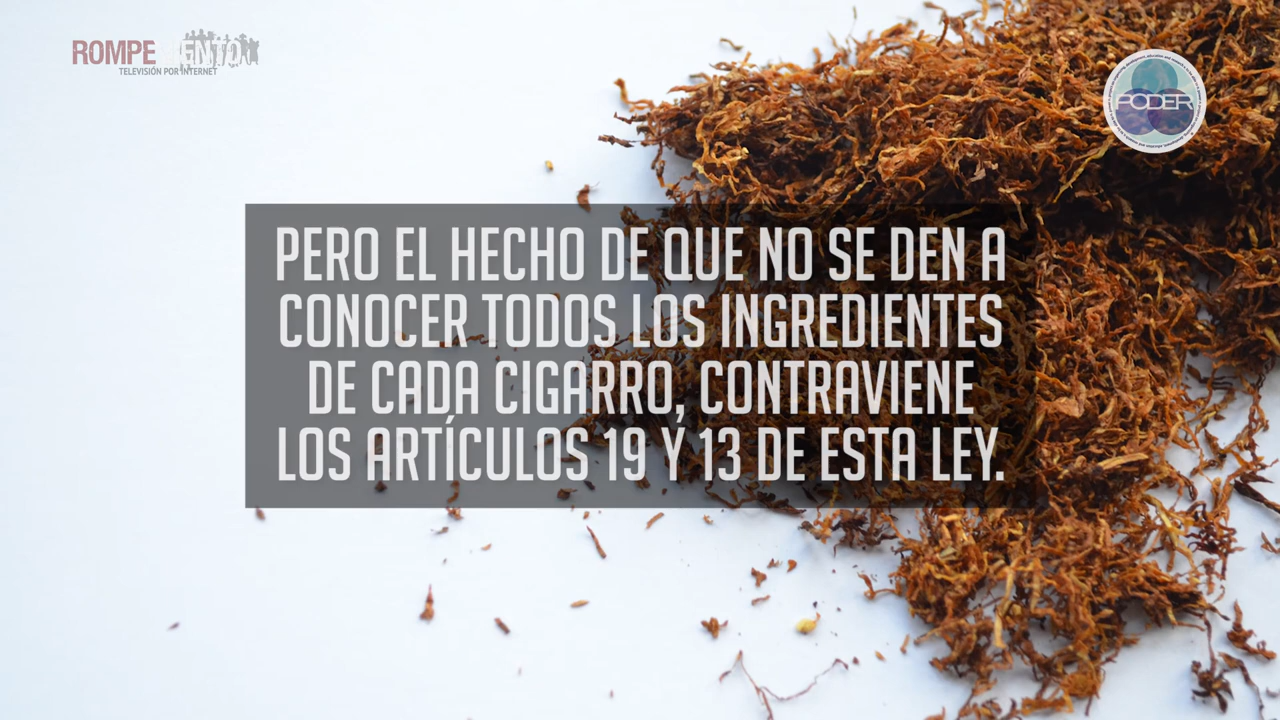 ROMPEVIENTO
TELEVISIÓN POR INTERNET
PODER
PERO EL HECHO DE QUE NO SE DEN A
CONOCER TODOS LOS INGREDIENTES
DE CADA CIGARRO, CONTRAVIENE
LOS ARTÍCULOS 19 Y 13 DE ESTA LEY.